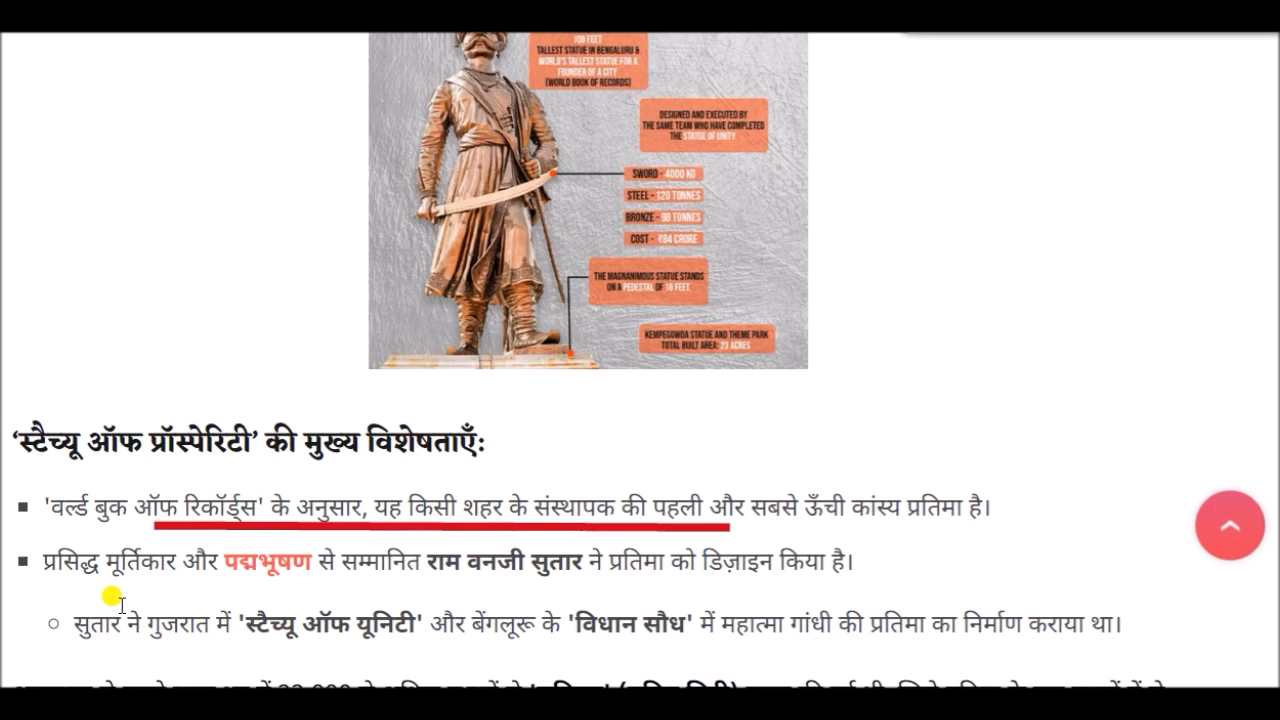 108 FEET
TALLEST STATUE IN BENGALURU &
WORLD'S TALLEST STATUE FOR A
FOUNDER OF A CITY
(WORLD BOOK OF RECORDS)
DESIGNED AND EXECUTED BY
THE SAME TEAM WHO HAVE COMPLETED
THE STATUE OF UNITY
SWORD - 4000 KG
STEEL - 120 TONNES
BRONZE - 98 TONNES
COST - ₹84 CRORE
THE MAGNANIMOUS STATUE STANDS
ON A PEDESTAL OF 18 FEET.
KEMPEGOWDA STATUE AND THEME PARK
TOTAL BUILT AREA: 23 ACRES
‘स्टैच्यू ऑफ प्रॉस्पेरिटी’ की मुख्य विशेषताएँ:
'वर्ल्ड बुक ऑफ रिकॉर्ड्स' के अनुसार, यह किसी शहर के संस्थापक की पहली और सबसे ऊँची कांस्य प्रतिमा है।
प्रसिद्ध मूर्तिकार और पद्मभूषण से सम्मानित राम वनजी सुतार ने प्रतिमा को डिज़ाइन किया है।
सुतार ने गुजरात में 'स्टैच्यू ऑफ यूनिटी' और बेंगलूरू के 'विधान सौध' में महात्मा गांधी की प्रतिमा का निर्माण कराया था।